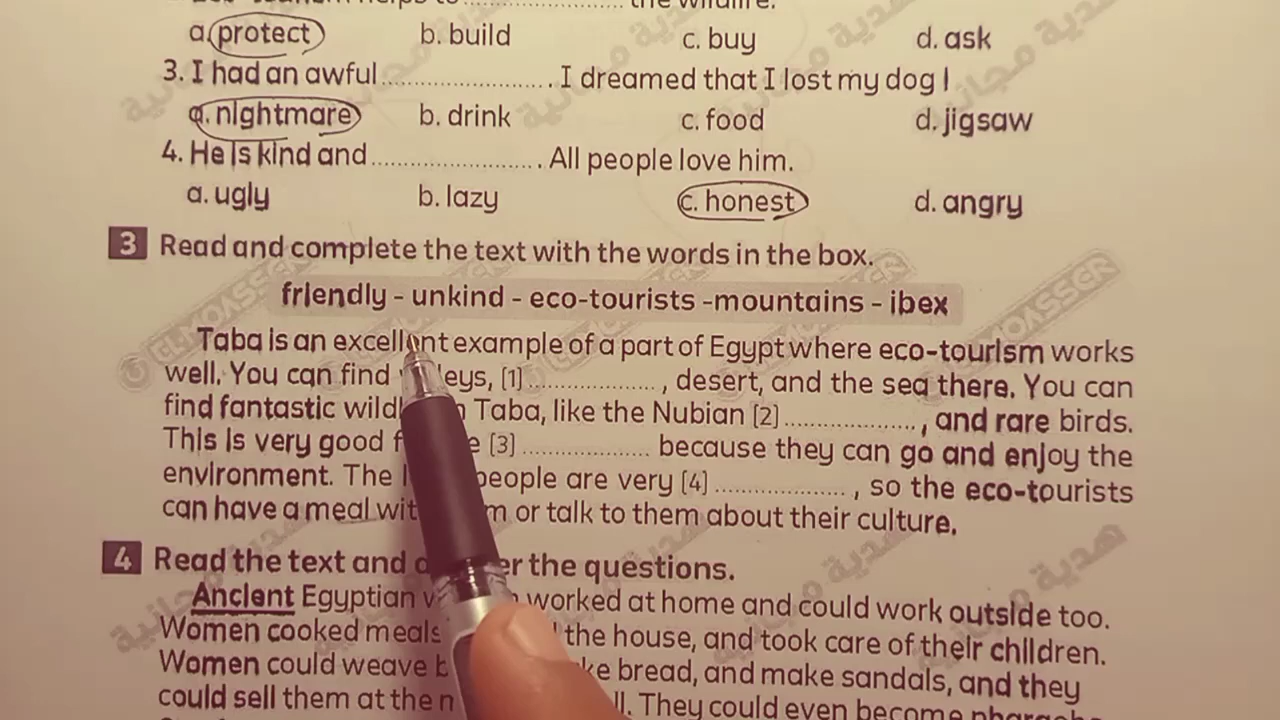 the wildlife.
a. protect b. build c. buy d. ask
3. I had an awful ........................ . I dreamed that I lost my dog !
a. nightmare b. drink c. food d. jigsaw
4. He is kind and ........................ . All people love him.
a. ugly b. lazy c. honest d. angry
3 Read and complete the text with the words in the box.
friendly - unkind - eco-tourists -mountains - ibex
Taba is an excellent example of a part of Egypt where eco-tourism works
well. You can find [1] .................. , desert, and the sea there. You can
find fantastic Taba, like the Nubian [2] .................. , and rare birds.
This is very good [3] .................. because they can go and enjoy the
environment. The people are very [4] .................. , so the eco-tourists
can have a meal or talk to them about their culture.
4 Read the text and the questions.
Ancient Egyptian worked at home and could work outside too.
Women cooked meals the house, and took care of their children.
Women could weave bread, and make sandals, and they
could sell them at the They could even become